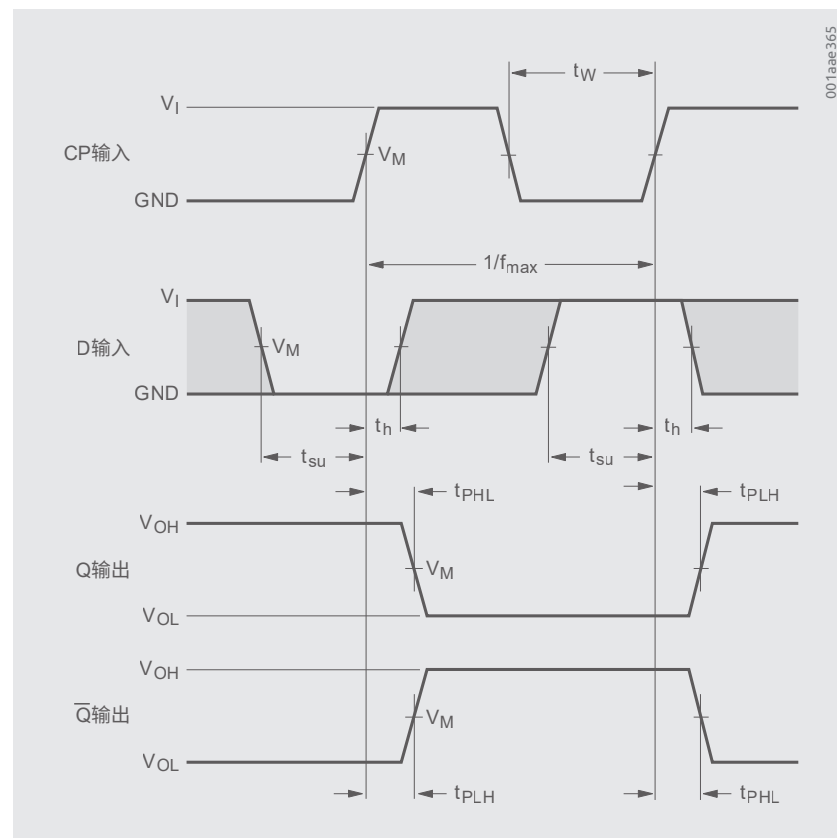 001aae365
tW
VI
CP输入
VM
GND
1/fmax
VI
D输入
VM
GND
th
th
tsu
tsu
tPHL
tPLH
VOH
Q输出
VM
VOL
VOH
Q̅输出
VM
VOL
tPLH
tPHL